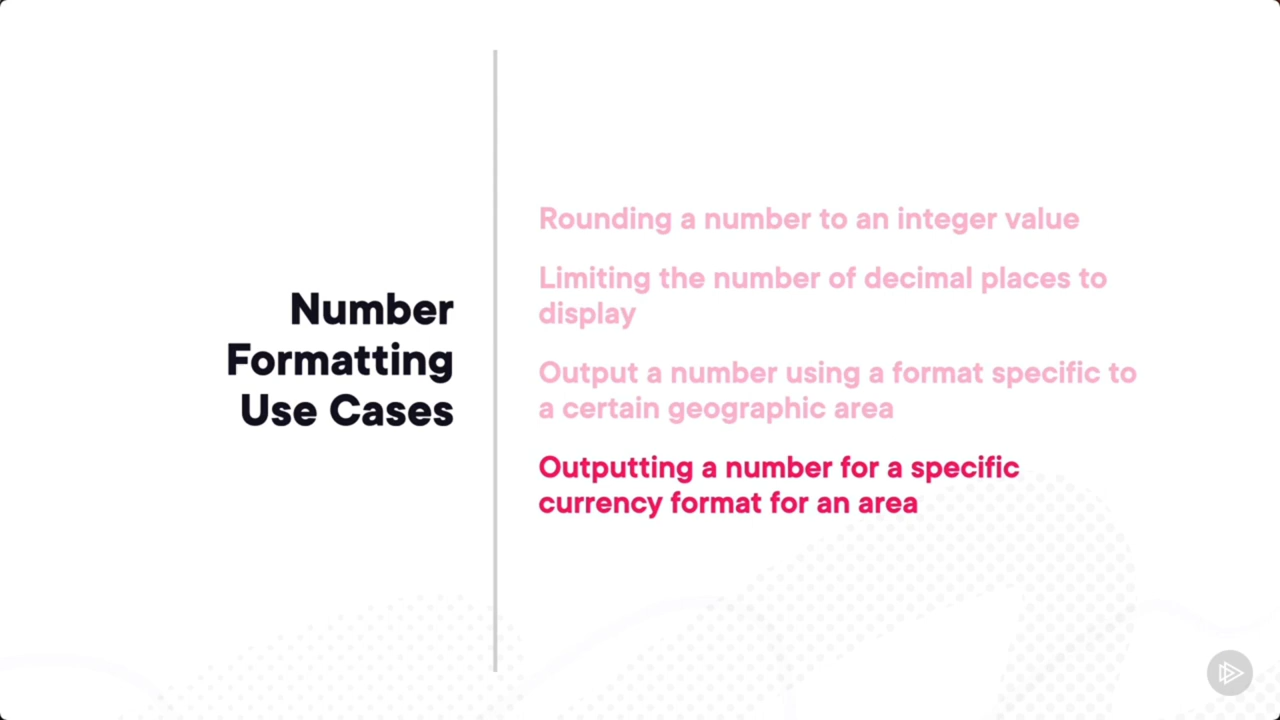 Number
Formatting
Use Cases
Rounding a number to an integer value
Limiting the number of decimal places to
display
Output a number using a format specific to
a certain geographic area
Outputting a number for a specific
currency format for an area